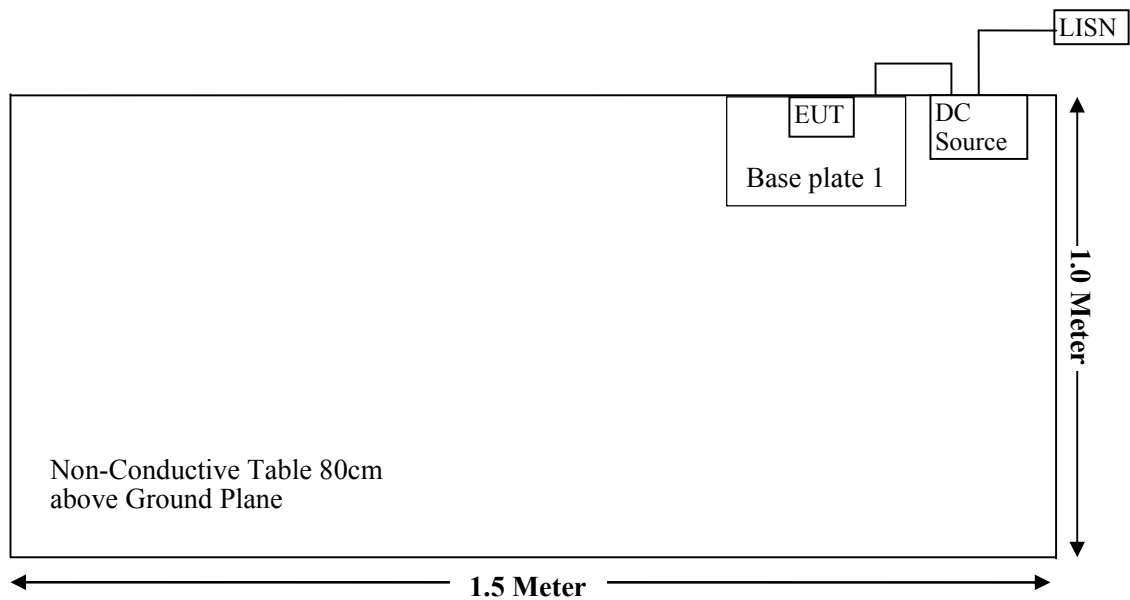 LISN
EUT
DC
Source
Base plate 1
1.0 Meter
Non-Conductive Table 80cm
above Ground Plane
1.5 Meter